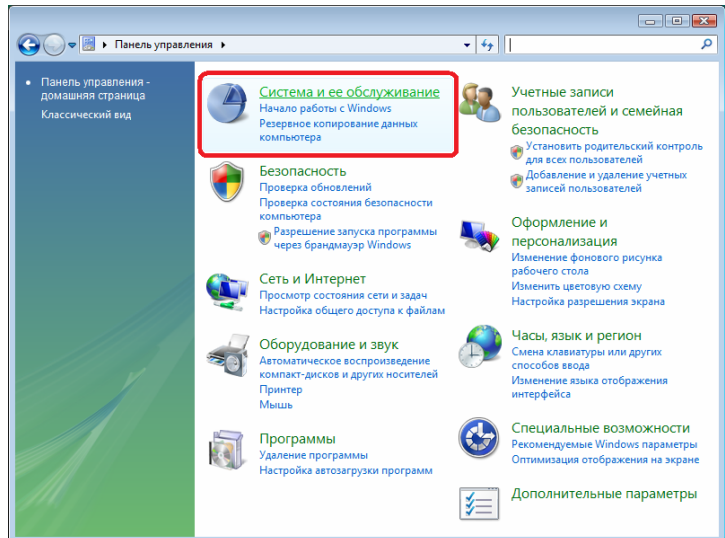 Панель управления
Панель управления -
домашняя страница
Классический вид
Система и ее обслуживание
Начало работы с Windows
Резервное копирование данных
компьютера
Безопасность
Проверка обновлений
Проверка состояния безопасности
компьютера
Разрешение запуска программы
через брандмауэр Windows
Сеть и Интернет
Просмотр состояния сети и задач
Настройка общего доступа к файлам
Оборудование и звук
Автоматическое воспроизведение
компакт-дисков и других носителей
Принтер
Мышь
Программы
Удаление программы
Настройка автозагрузки программ
Учетные записи
пользователей и семейная
безопасность
Установить родительский контроль
для всех пользователей
Добавление и удаление учетных
записей пользователей
Оформление и
персонализация
Изменение фонового рисунка
рабочего стола
Изменить цветовую схему
Настройка разрешения экрана
Часы, язык и регион
Смена клавиатуры или других
способов ввода
Изменение языка отображения
интерфейса
Специальные возможности
Рекомендуемые Windows параметры
Оптимизация отображения на экране
Дополнительные параметры